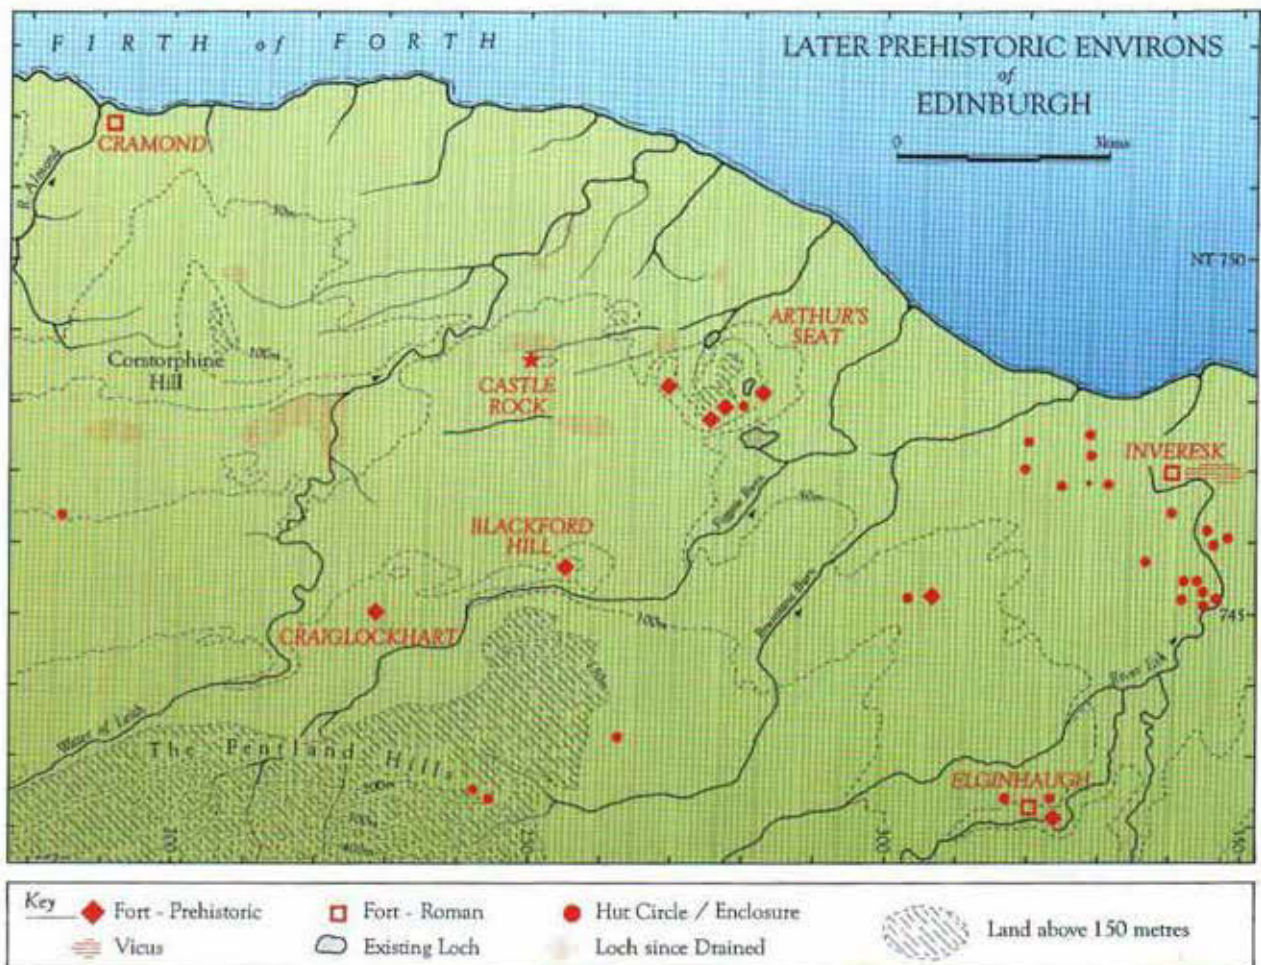 FIRTH of FORTH
LATER PREHISTORIC ENVIRONS
of
EDINBURGH
0 3kms
CRAMOND
R. Almond
50m
NT 750
ARTHUR'S
SEAT
Corstorphine
Hill
100m
CASTLE
ROCK
INVERESK
BLACKFORD
HILL
50m
CRAIGLOCKHART
100m
745
150m
River Esk
Water of Leith
The Pentland Hills
200m
ELGINHAUGH
Key
Fort - Prehistoric
Fort - Roman
Hut Circle / Enclosure
Vicus
Existing Loch
Loch since Drained
Land above 150 metres